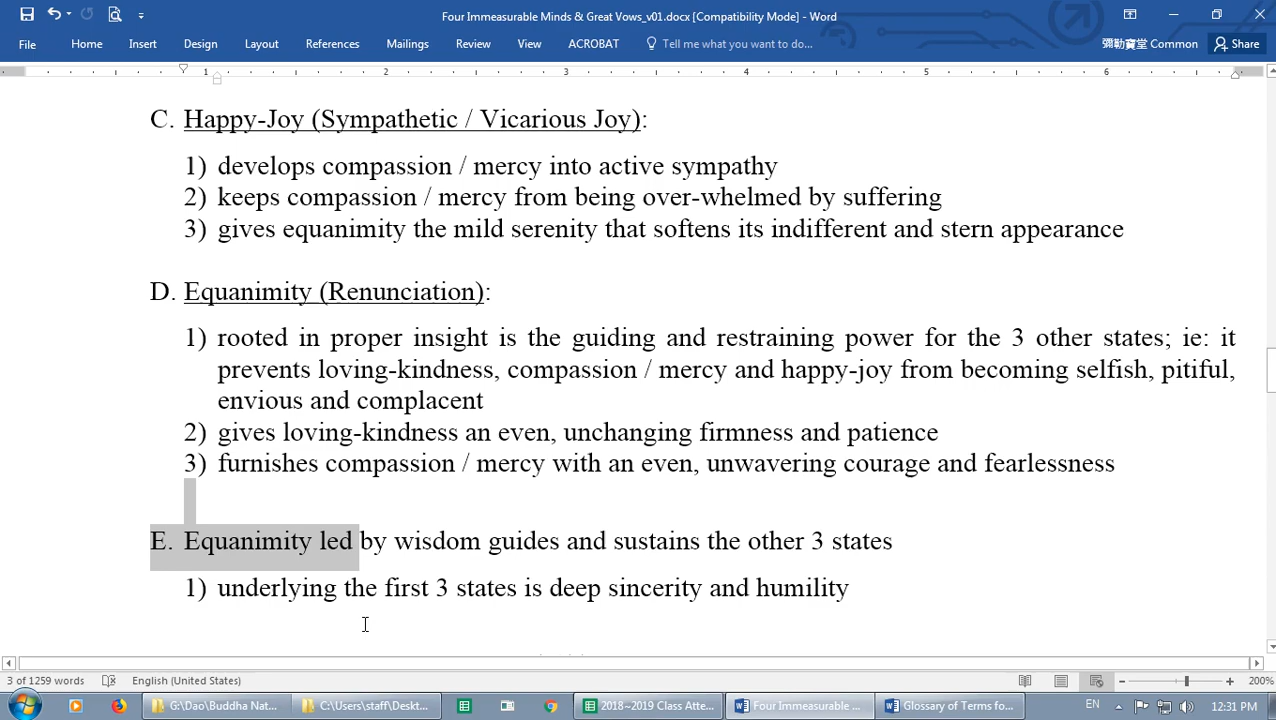 Four Immeasurable Minds & Great Vows_v01.docx [Compatibility Mode] - Word
File Home Insert Design Layout References Mailings Review View ACROBAT Tell me what you want to do... 彌勒寶堂 Common Share
1 2 3 4 5 6
C. Happy-Joy (Sympathetic / Vicarious Joy):
1) develops compassion / mercy into active sympathy
2) keeps compassion / mercy from being over-whelmed by suffering
3) gives equanimity the mild serenity that softens its indifferent and stern appearance
D. Equanimity (Renunciation):
1) rooted in proper insight is the guiding and restraining power for the 3 other states; ie: it
prevents loving-kindness, compassion / mercy and happy-joy from becoming selfish, pitiful,
envious and complacent
2) gives loving-kindness an even, unchanging firmness and patience
3) furnishes compassion / mercy with an even, unwavering courage and fearlessness
E. Equanimity led by wisdom guides and sustains the other 3 states
1) underlying the first 3 states is deep sincerity and humility
3 of 1259 words English (United States) 200%
G:\Dao\Buddha Nat... C:\Users\staff\Deskt... 2018~2019 Class Atte... Four Immeasurable ... Glossary of Terms fo... EN 12:31 PM